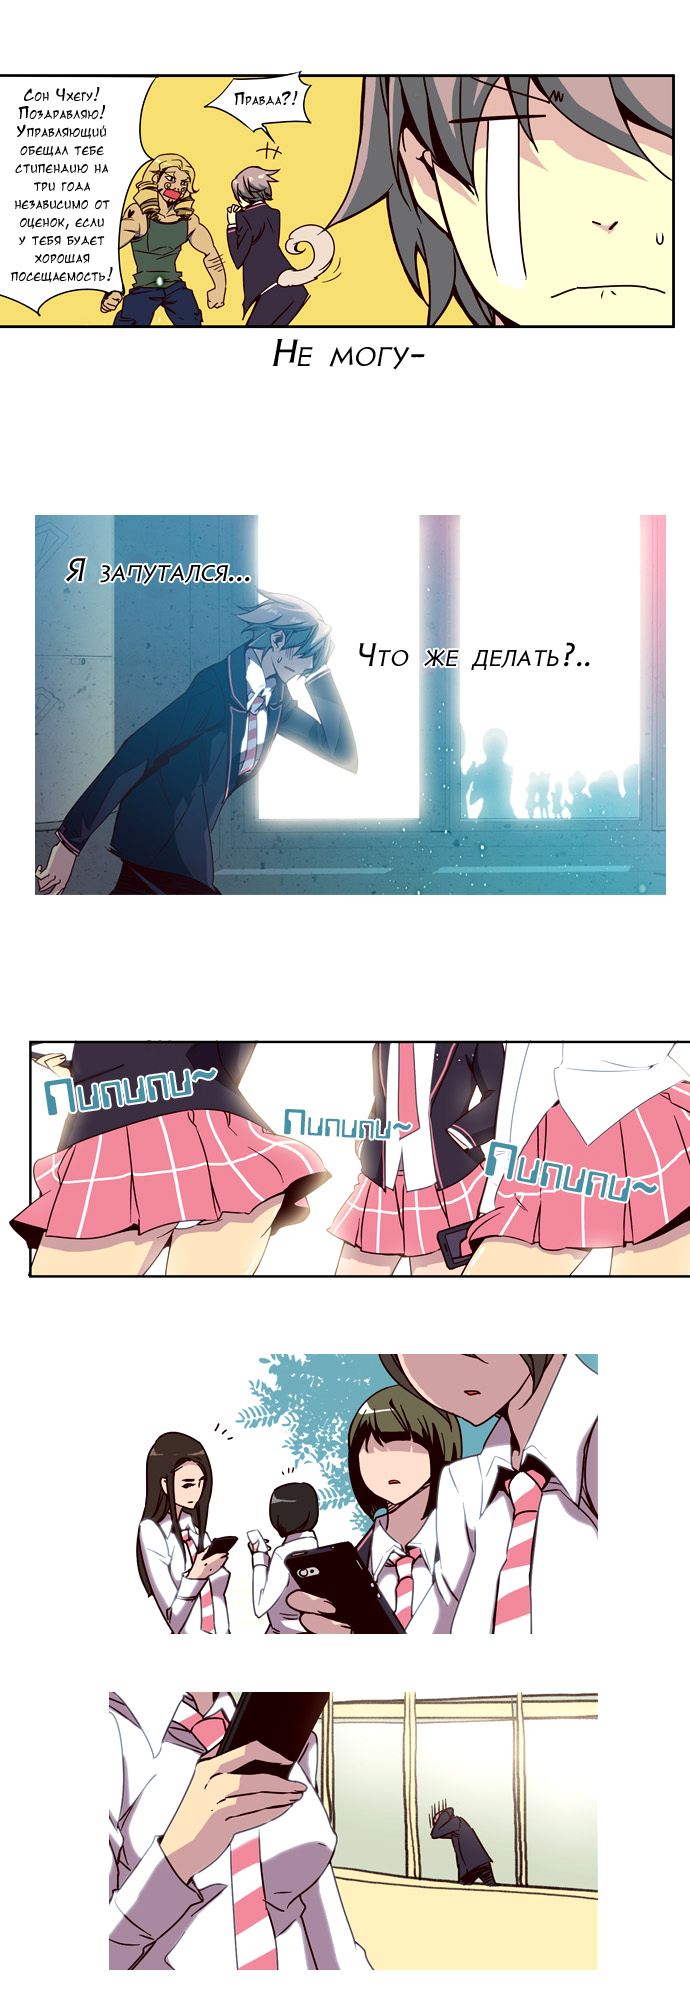 Сон Чхегу!
Поздравляю!
Управляющий
обещал тебе
стипендию на
три года
независимо от
оценок, если
у тебя будет
хорошая
посещаемость!
Праваа?!
Не могу-
Я запутался...
Что же делать?..
Пипипи~
Пипипи~
Пипипи~